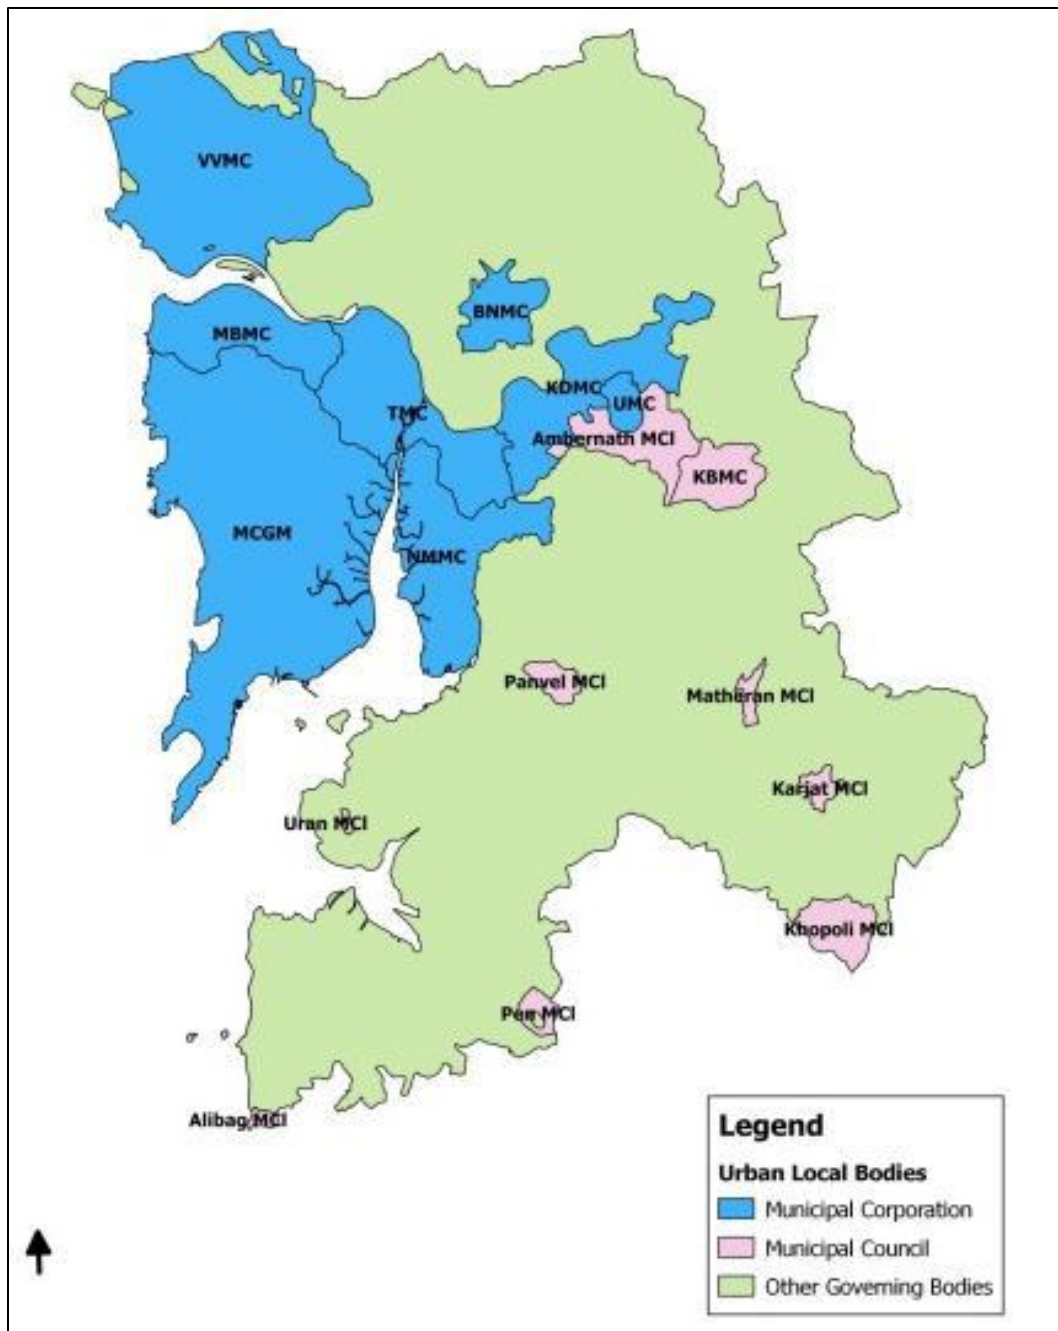 VVMC
BNMC
MBMC
KDMC
UMC
TMC
Ambernath MCl
KBMC
MCGM
NMMC
Panvel MCl
Matheran MCl
Karjat MCl
Uran MCl
Khopoli MCl
Pen MCl
Alibag MCl
Legend
Urban Local Bodies
Municipal Corporation
Municipal Council
Other Governing Bodies